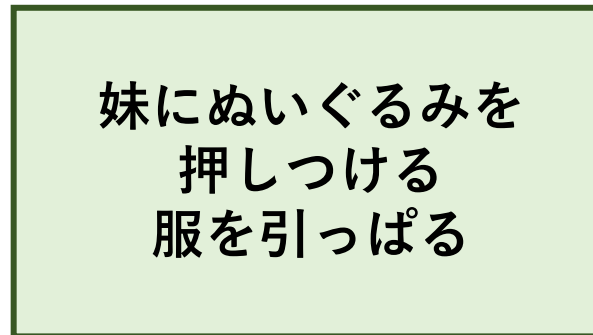 妹にぬいぐるみを
押しつける
服を引っぱる